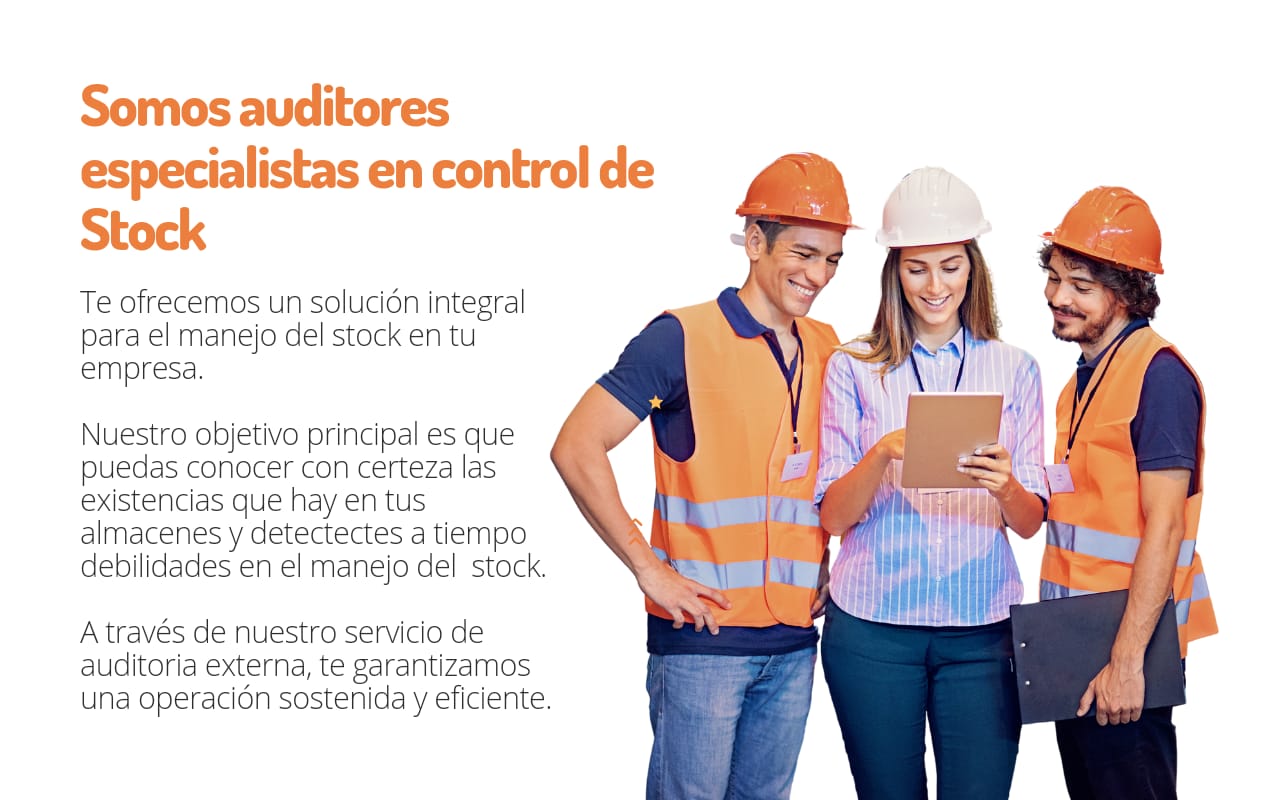 Somos auditores
especialistas en control de
Stock
Te ofrecemos un solución integral
para el manejo del stock en tu
empresa.
Nuestro objetivo principal es que
puedas conocer con certeza las
existencias que hay en tus
almacenes y detectectes a tiempo
debilidades en el manejo del  stock.
A través de nuestro servicio de
auditoria externa, te garantizamos
una operación sostenida y eficiente.